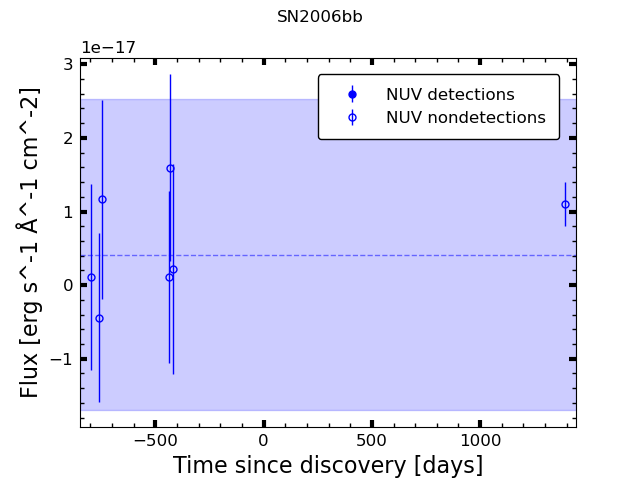 SN2006bb
1e−17
3
2
1
0
−1
−500
0
500
1000
NUV detections
NUV nondetections
Flux [erg s^-1 Å^-1 cm^-2]
Time since discovery [days]